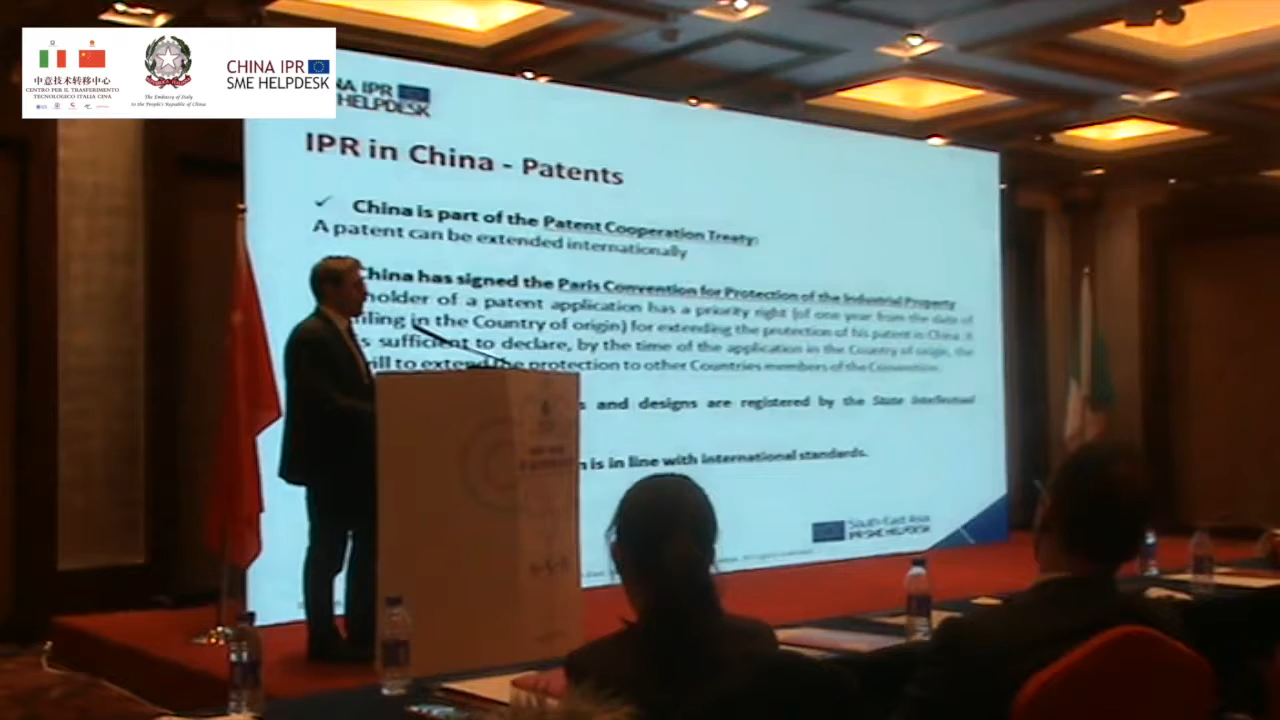 中意技术转移中心
CENTRO PER IL TRASFERIMENTO
TECNOLOGICO ITALIA CINA
The Embassy of Italy
to the People's Republic of China
CHINA IPR
SME HELPDESK
NA IPR
HELPDESK
IPR in China - Patents
✓ China is part of the Patent Cooperation Treaty:
A patent can be extended internationally
China has signed the Paris Convention for Protection of the Industrial Property
holder of a patent application has a priority right (of one year from the date of
filing in the Country of origin) for extending the protection of his patent in China. It
s sufficient to declare, by the time of the application in the Country of origin, the
will to extend the protection to other Countries members of the Convention.
s and designs are registered by the State Intellectual
n is in line with international standards.
South-East Asia
IPR SME HELPDESK